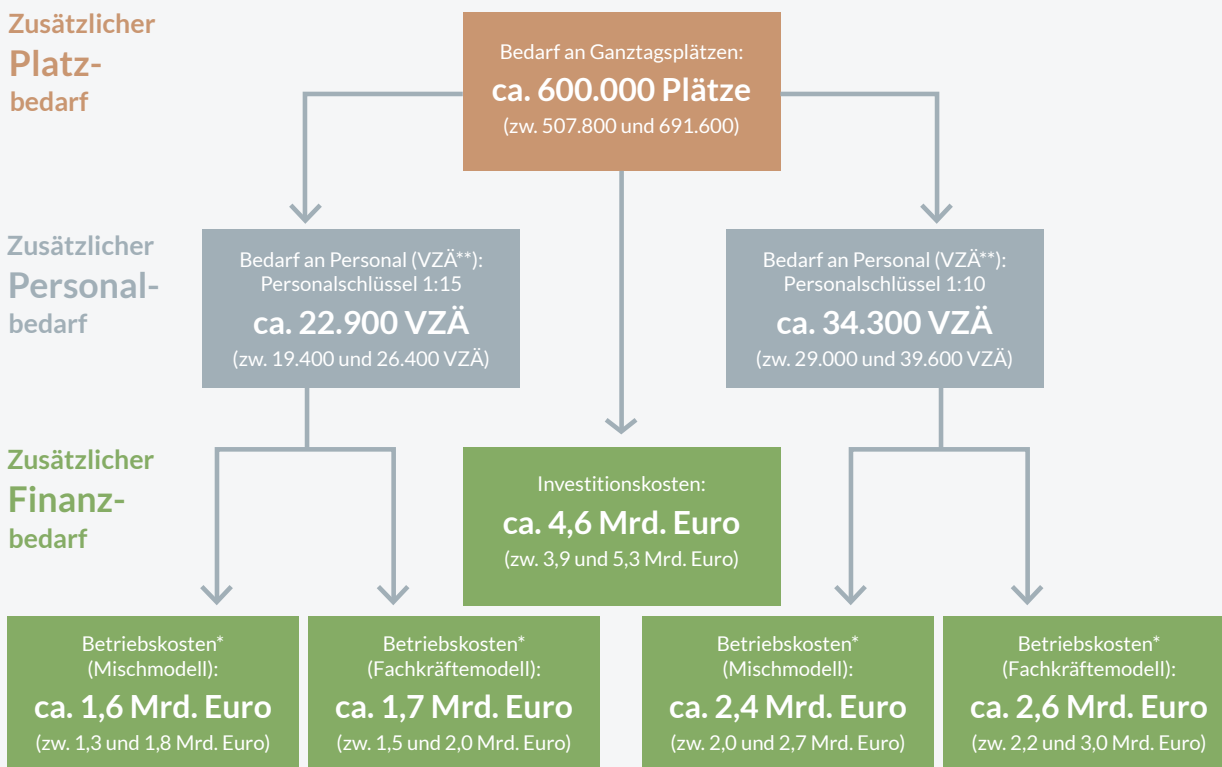 Zusätzlicher
Platz-
bedarf
Bedarf an Ganztagsplätzen:
ca. 600.000 Plätze
(zw. 507.800 und 691.600)
Zusätzlicher
Personal-
bedarf
Bedarf an Personal (VZÄ**):
Personalschlüssel 1:15
ca. 22.900 VZÄ
(zw. 19.400 und 26.400 VZÄ)
Bedarf an Personal (VZÄ**):
Personalschlüssel 1:10
ca. 34.300 VZÄ
(zw. 29.000 und 39.600 VZÄ)
Zusätzlicher
Finanz-
bedarf
Investitionskosten:
ca. 4,6 Mrd. Euro
(zw. 3,9 und 5,3 Mrd. Euro)
Betriebskosten*
(Mischmodell):
ca. 1,6 Mrd. Euro
(zw. 1,3 und 1,8 Mrd. Euro)
Betriebskosten*
(Fachkräftemodell):
ca. 1,7 Mrd. Euro
(zw. 1,5 und 2,0 Mrd. Euro)
Betriebskosten*
(Mischmodell):
ca. 2,4 Mrd. Euro
(zw. 2,0 und 2,7 Mrd. Euro)
Betriebskosten*
(Fachkräftemodell):
ca. 2,6 Mrd. Euro
(zw. 2,2 und 3,0 Mrd. Euro)